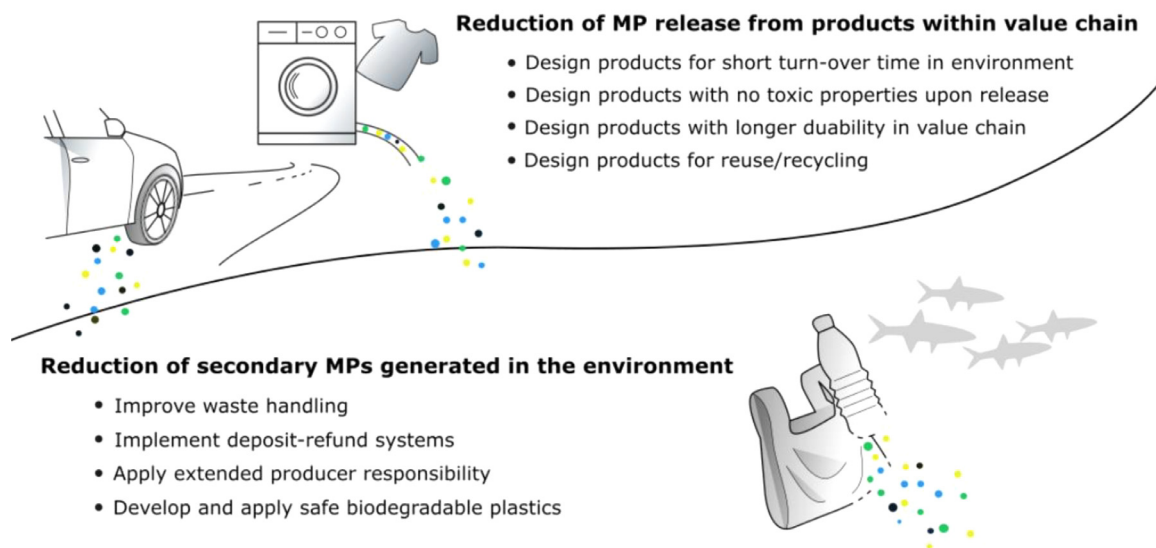 Reduction of MP release from products within value chain
• Design products for short turn-over time in environment
• Design products with no toxic properties upon release
• Design products with longer duability in value chain
• Design products for reuse/recycling
Reduction of secondary MPs generated in the environment
• Improve waste handling
• Implement deposit-refund systems
• Apply extended producer responsibility
• Develop and apply safe biodegradable plastics